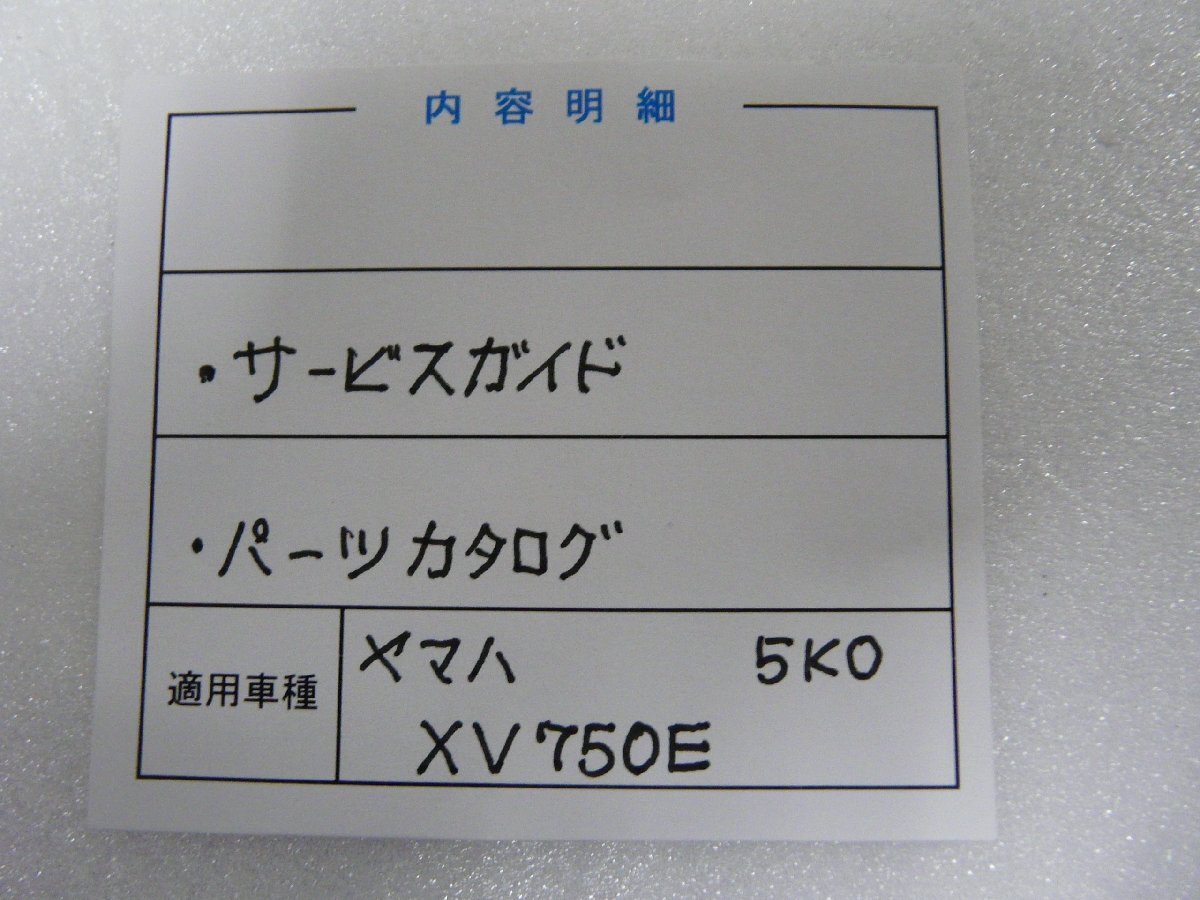 内容明細
・サービスガイド
・パーツカタログ
適用車種
ヤマハ 5K0
XV750E